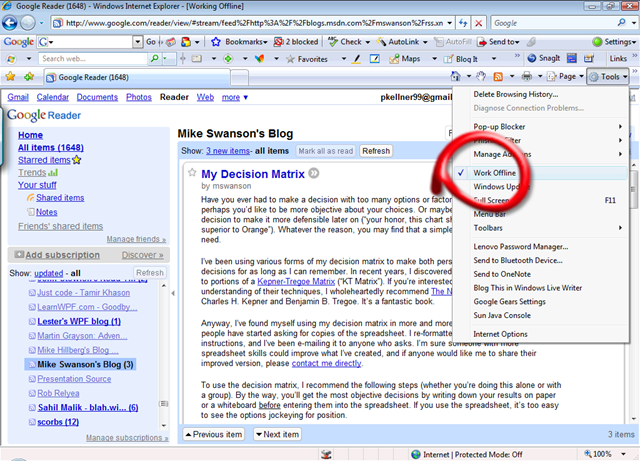 Google Reader (1648) - Windows Internet Explorer - [Working Offline]
http://www.google.com/reader/view/#stream/feed%2Fhttp%3A%2F%2Fblogs.msdn.com%2Fmswanson%2Frss.xn
Google
Go
Bookmarks
2 blocked
Check
AutoLink
AutoFill
Send to
Settings
Search web...
Maps
Blog It
SnagIt
Links
Google Reader (1648)
Page
Tools
Gmail Calendar Documents Photos Reader Web more
pkellner99@gmail
Google Reader
Home
All items (1648)
Starred items
Trends
Your stuff
Shared items
Notes
Friends' shared items
Manage friends »
Add subscription
Discover »
Show: updated - all
Refresh
Just code - Tamir Khason
LearnWPF.com - Goodby...
Lester's WPF blog (1)
Martin Grayson: Adven...
Mike Hillberg's Blog ...
Mike Swanson's Blog (3)
Presentation Source
Rob Relyea
Sahil Malik - blah.wi... (6)
scorbs (12)
Manage subscriptions »
Mike Swanson's Blog
Show: 3 new items - all items
Mark all as read
Refresh
My Decision Matrix
by mswanson
Have you ever had to make a decision with too many options or factor
perhaps you'd like to be more objective about your choices. Or maybe
decision to make it more defensible later on ("your honor, this chart sh
superior to Orange"). Whatever the reason, you may find that a simple
need.
I've been using various forms of my decision matrix to make both pers
decisions for as long as I can remember. In recent years, I discovered
to portions of a Kepner-Tregoe Matrix ("KT Matrix"). If you're interested
understanding of their techniques, I wholeheartedly recommend The N
Charles H. Kepner and Benjamin B. Tregoe. It's a fantastic book.
Anyway, I've found myself using my decision matrix in more and more
people have started asking for copies of the spreadsheet. I re-formatte
instructions, and I've been e-mailing it to anyone who asks. I'm sure someone with more
spreadsheet skills could improve what I've created, and if anyone would like me to share their
improved version, please contact me directly.
To use the decision matrix, I recommend the following steps (whether you're doing this alone or with
a group). By the way, you'll get the most objective decisions by writing down your results on paper
or a whiteboard before entering them into the spreadsheet. If you use the spreadsheet, it's too easy
to see the options jockeying for position.
Previous item
Next item
3 items
Delete Browsing History...
Diagnose Connection Problems...
Pop-up Blocker
Filter
Manage Add-ons
Work Offline
Windows Upd
Full Screen F11
Menu Bar
Toolbars
Lenovo Password Manager...
Send to Bluetooth Device...
Send to OneNote
Blog This in Windows Live Writer
Google Gears Settings
Sun Java Console
Internet Options
Internet | Protected Mode: Off
100%